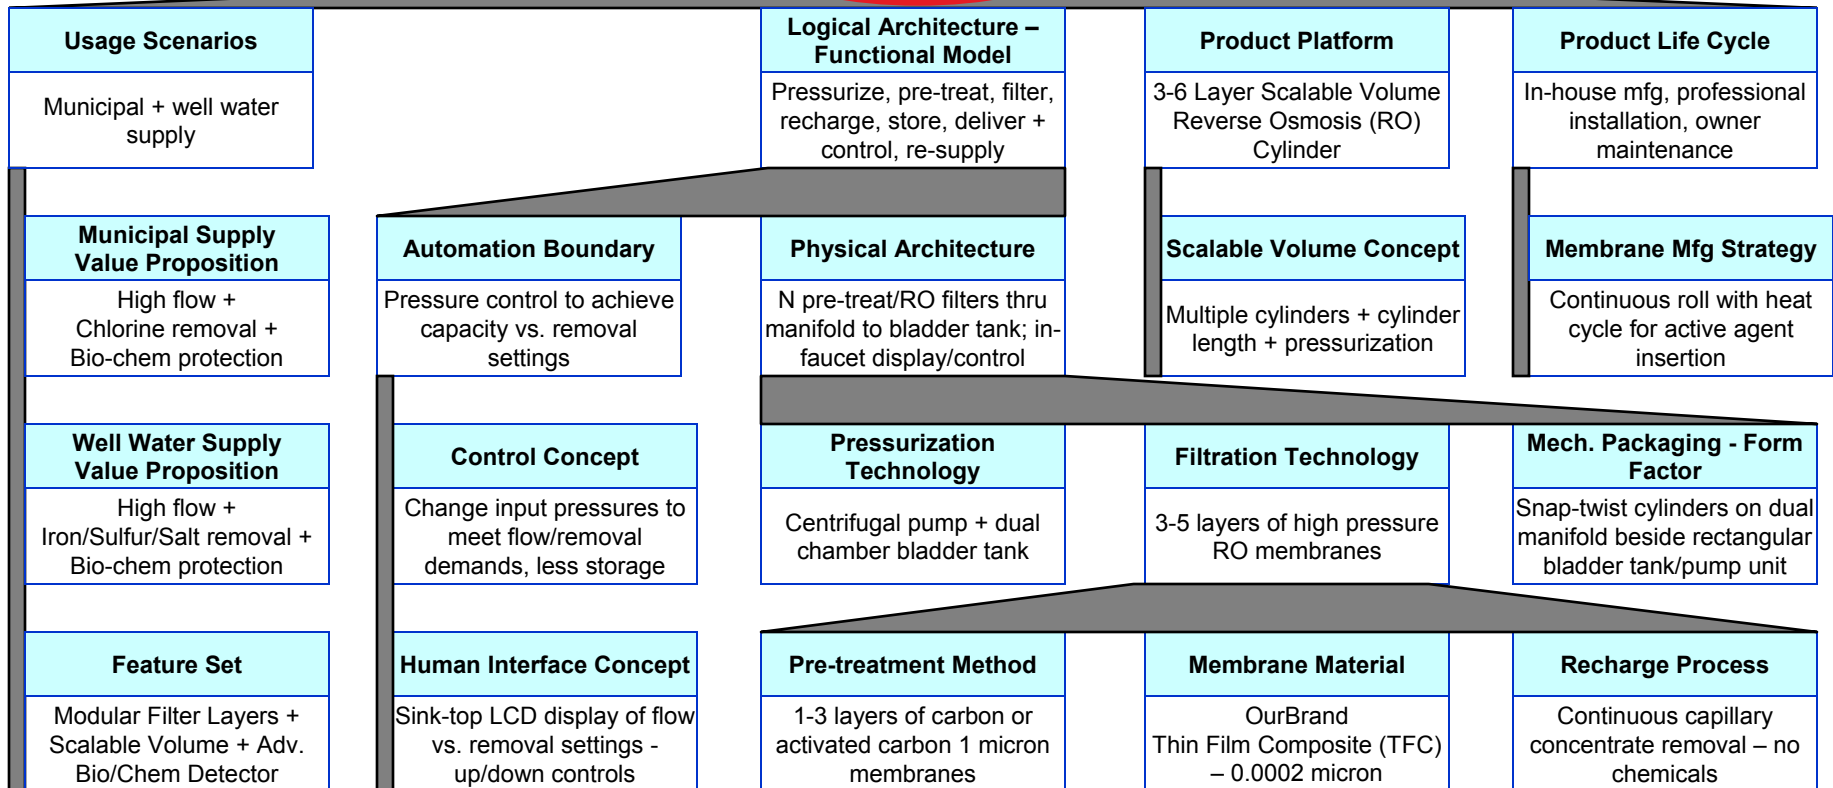 Usage Scenarios
Municipal + well water
supply
Logical Architecture –
Functional Model
Pressurize, pre-treat, filter,
recharge, store, deliver +
control, re-supply
Product Platform
3-6 Layer Scalable Volume
Reverse Osmosis (RO)
Cylinder
Product Life Cycle
In-house mfg, professional
installation, owner
maintenance
Municipal Supply
Value Proposition
High flow +
Chlorine removal +
Bio-chem protection
Automation Boundary
Pressure control to achieve
capacity vs. removal
settings
Physical Architecture
N pre-treat/RO filters thru
manifold to bladder tank; in-
faucet display/control
Scalable Volume Concept
Multiple cylinders + cylinder
length + pressurization
Membrane Mfg Strategy
Continuous roll with heat
cycle for active agent
insertion
Well Water Supply
Value Proposition
High flow +
Iron/Sulfur/Salt removal +
Bio-chem protection
Control Concept
Change input pressures to
meet flow/removal
demands, less storage
Pressurization
Technology
Centrifugal pump + dual
chamber bladder tank
Filtration Technology
3-5 layers of high pressure
RO membranes
Mech. Packaging - Form
Factor
Snap-twist cylinders on dual
manifold beside rectangular
bladder tank/pump unit
Feature Set
Modular Filter Layers +
Scalable Volume + Adv.
Bio/Chem Detector
Human Interface Concept
Sink-top LCD display of flow
vs. removal settings -
up/down controls
Pre-treatment Method
1-3 layers of carbon or
activated carbon 1 micron
membranes
Membrane Material
OurBrand
Thin Film Composite (TFC)
– 0.0002 micron
Recharge Process
Continuous capillary
concentrate removal – no
chemicals